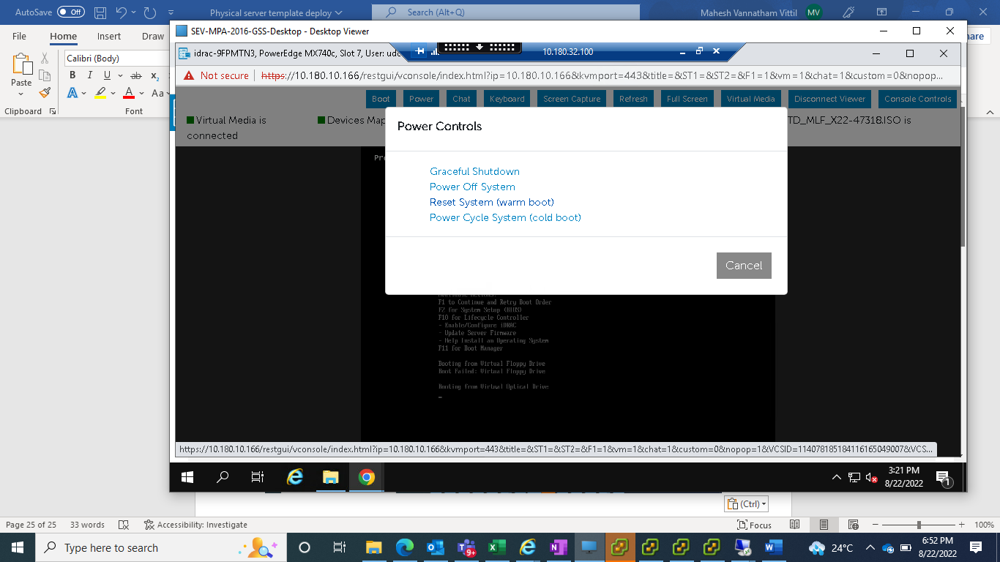 AutoSave Off Physical server template deploy Search (Alt+Q) Mahesh Vannatham Vittil MV
File Home Insert Draw
Paste
Clipboard
Calibri (Body)
B I U ab x2
A A Aa
Font
SEV-MPA-2016-GSS-Desktop - Desktop Viewer
idrac-9FPMTN3, PowerEdge MX740c, Slot 7, User:
10.180.32.100
Not secure https://10.180.10.166/restgui/vconsole/index.html?ip=10.180.10.166&kvmport=443&title=&ST1=&ST2=&F1=1&vm=1&chat=1&custom=0&nopop...
Boot Power Chat Keyboard Screen Capture Refresh Full Screen Virtual Media Disconnect Viewer Console Controls
Virtual Media is
connected
Devices Map
TD_MLF_X22-47318.ISO is
Power Controls
Graceful Shutdown
Power Off System
Reset System (warm boot)
Power Cycle System (cold boot)
Cancel
F1 to Continue and Retry Boot Order
F2 for System Setup (BIOS)
F10 for Lifecycle Controller
- Enable/Configure iDRAC
- Update Server Firmware
- Help Install an Operating System
F11 for Boot Manager
Booting from Virtual Floppy Drive
Boot Failed: Virtual Floppy Drive
Booting from Virtual Optical Drive
https://10.180.10.166/restgui/vconsole/index.html?ip=10.180.10.166&kvmport=443&title=&ST1=&ST2=&F1=1&vm=1&chat=1&custom=0&nopop=1&VCSID=114078185184116165049007&VCS...
3:21 PM
8/22/2022
1
(Ctrl)
Page 25 of 25 33 words Accessibility: Investigate Focus 100%
Type here to search
9+
24°C
6:52 PM
8/22/2022